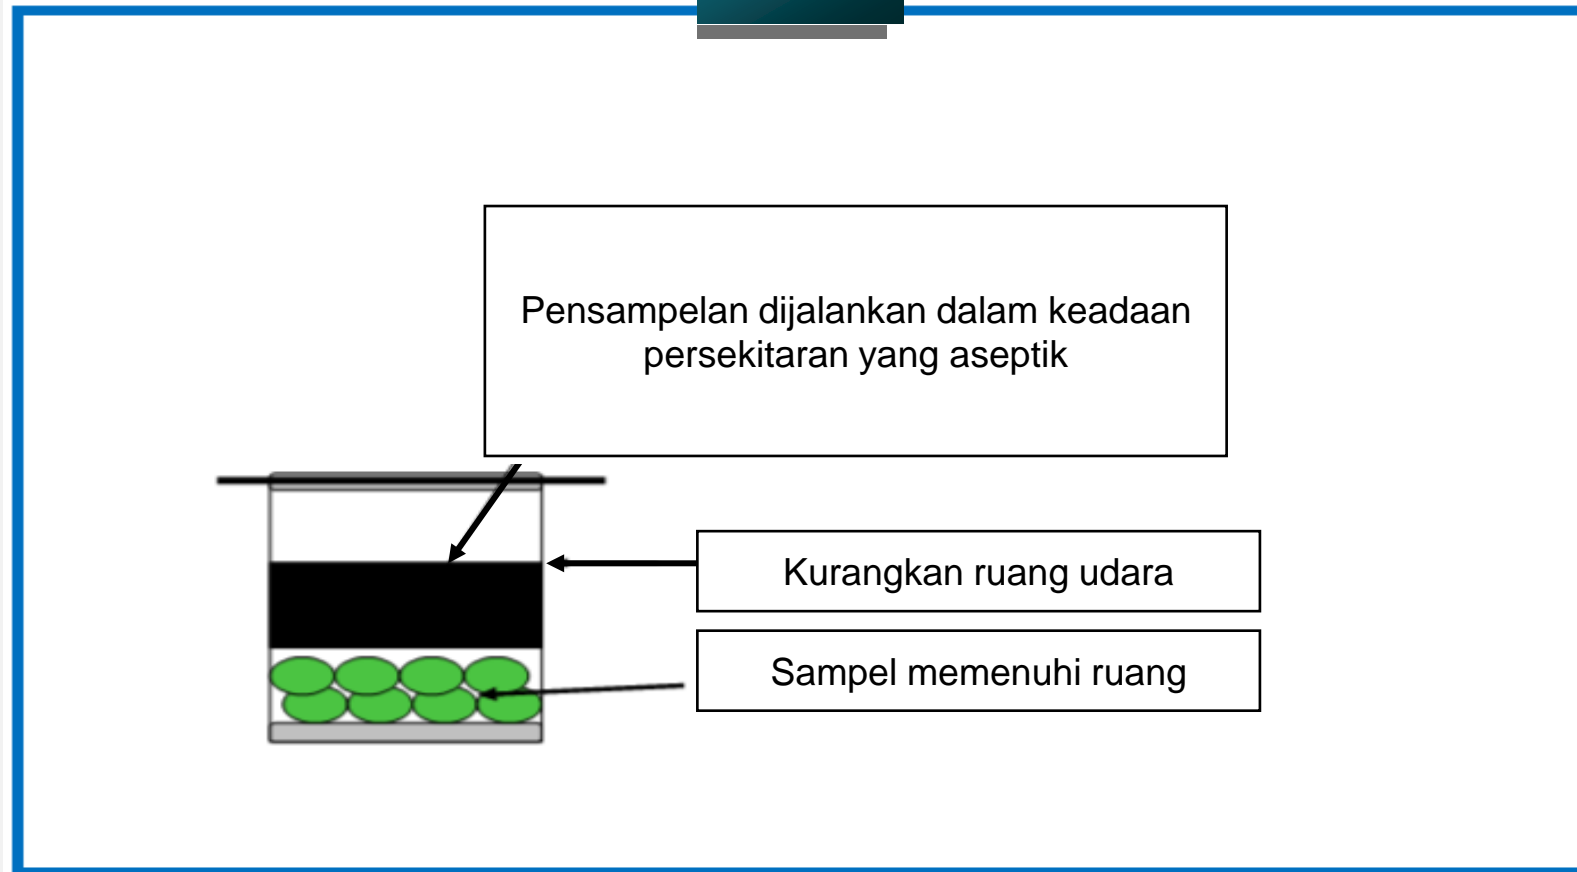 Pensampelan dijalankan dalam keadaan
persekitaran yang aseptik
Kurangkan ruang udara
Sampel memenuhi ruang